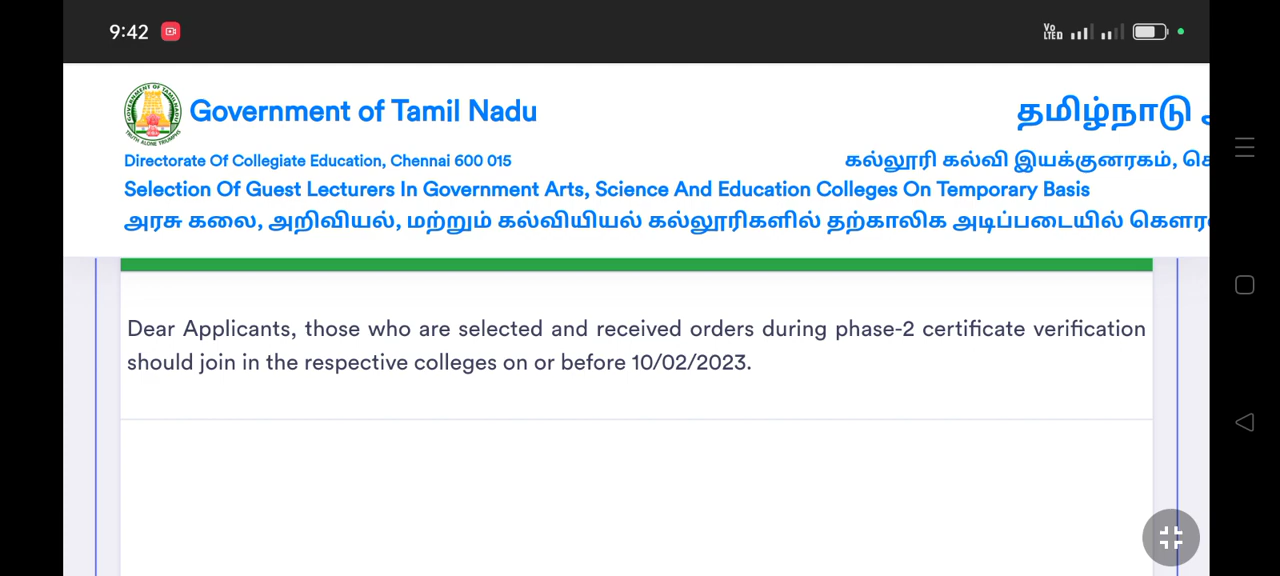 9:42
Vo
LTED
Government of Tamil Nadu
தமிழ்நாடு
Directorate Of Collegiate Education, Chennai 600 015
கல்லூரி கல்வி இயக்குனரகம்,
Selection Of Guest Lecturers In Government Arts, Science And Education Colleges On Temporary Basis
அரசு கலை, அறிவியல், மற்றும் கல்வியியல் கல்லூரிகளில் தற்காலிக அடிப்படையில்
Dear Applicants, those who are selected and received orders during phase-2 certificate verification
should join in the respective colleges on or before 10/02/2023.